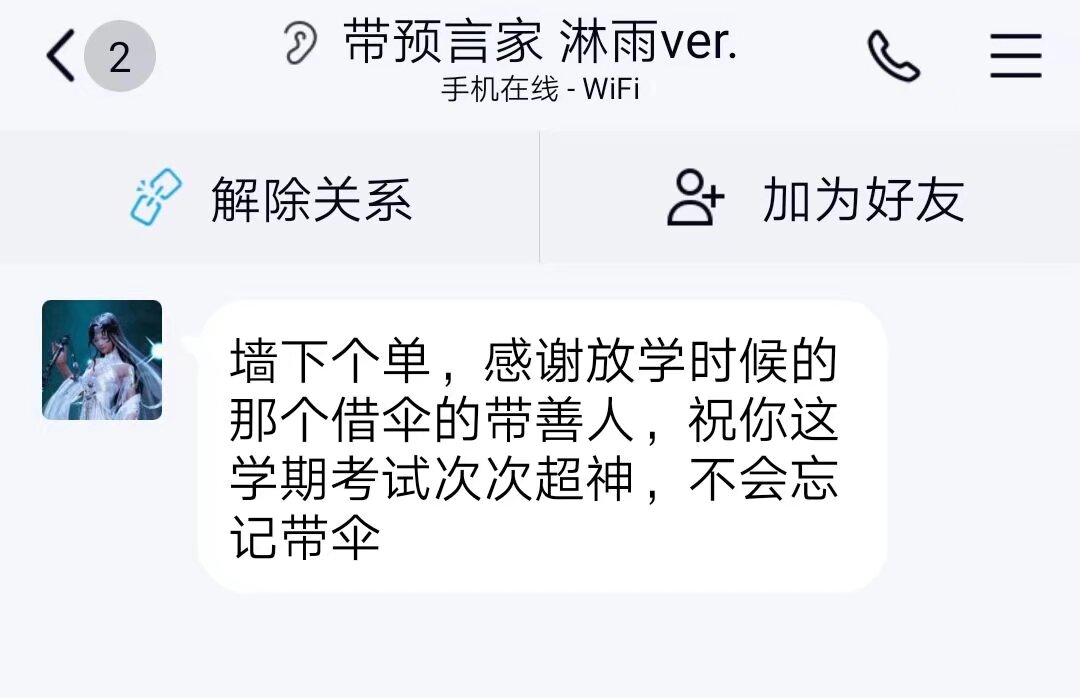 2
带预言家 淋雨ver.
手机在线 - WiFi
解除关系
加为好友
墙下个单，感谢放学时候的
那个借伞的带善人，祝你这
学期考试次次超神，不会忘
记带伞